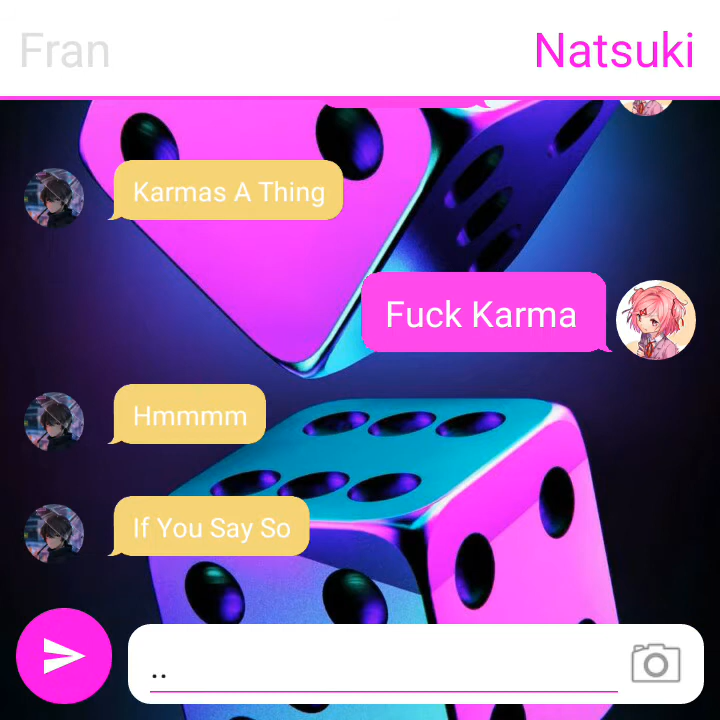 Fran
Natsuki
Karmas A Thing
Fuck Karma
Hmmmm
If You Say So
..